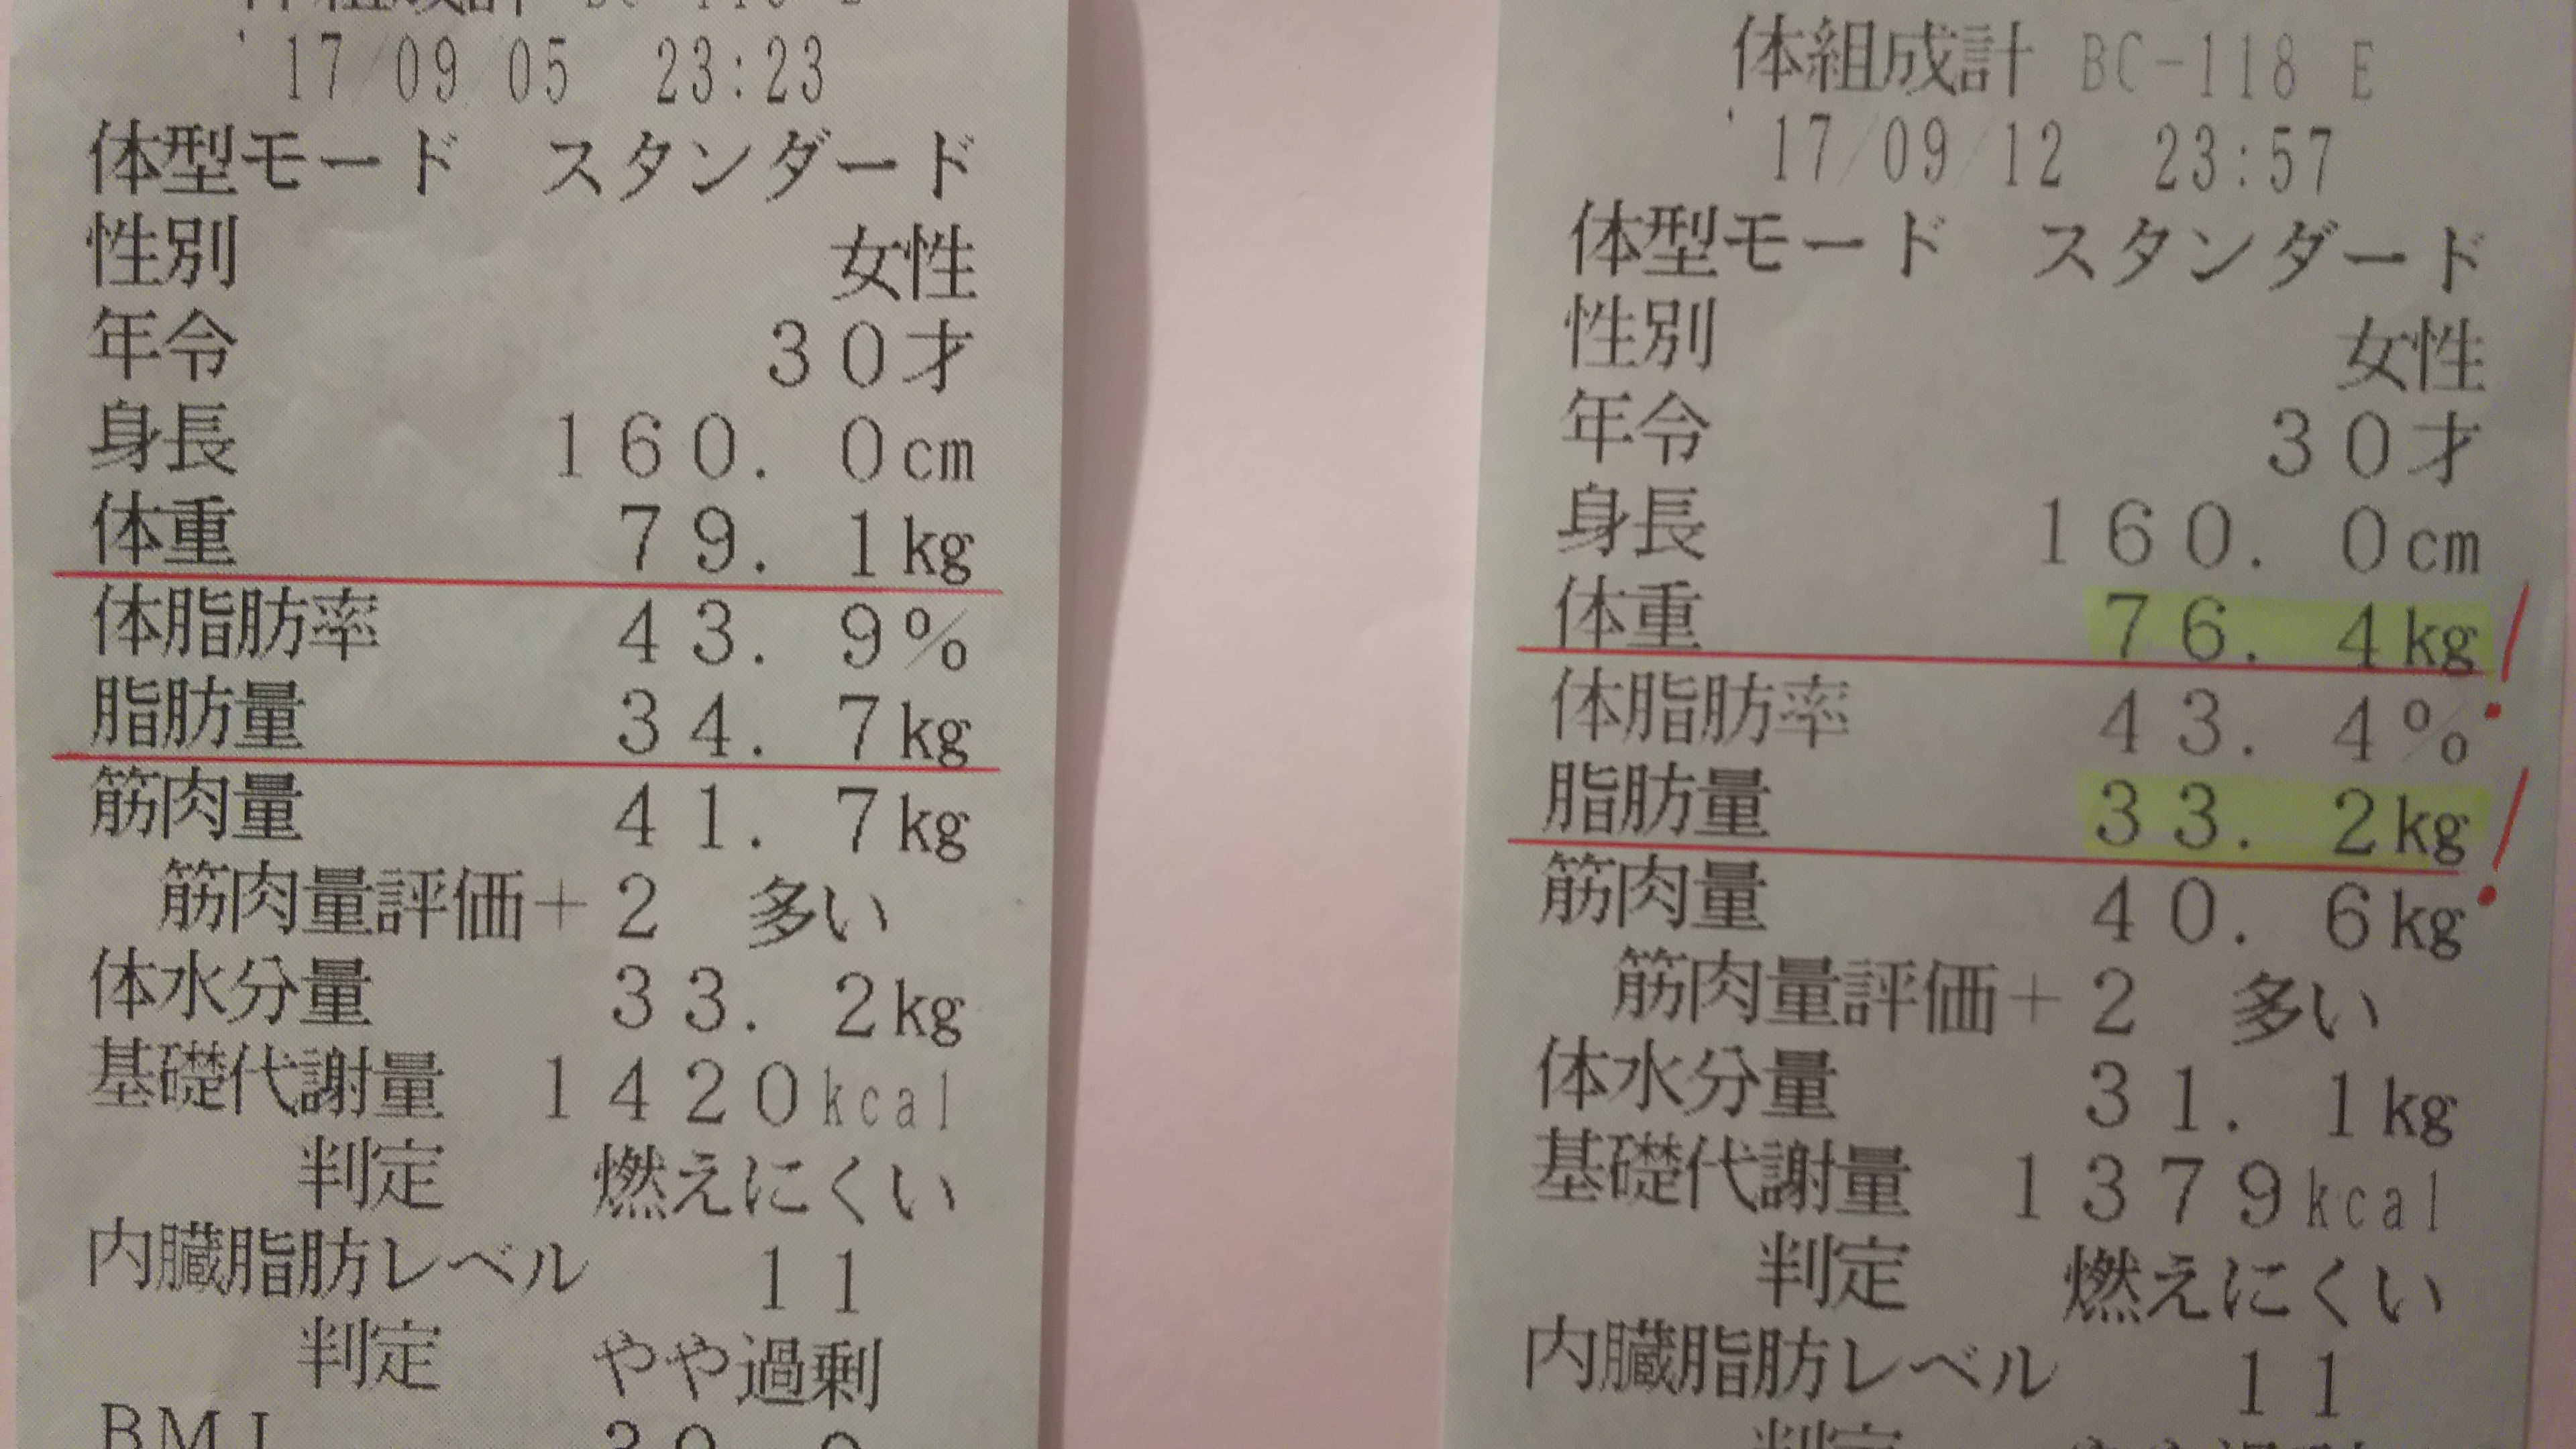 体組成計 BC-118 E
'17/09/05 23:23
体型モード スタンダード
性別 女性
年令 30才
身長 160.0cm
体重 79.1kg
体脂肪率 43.9%
脂肪量 34.7kg
筋肉量 41.7kg
筋肉量評価+2 多い
体水分量 33.2kg
基礎代謝量 1420kcal
判定 燃えにくい
内臓脂肪レベル 11
判定 やや過剰
BMI
体組成計 BC-118 E
'17/09/12 23:57
体型モード スタンダード
性別 女性
年令 30才
身長 160.0cm
体重 76.4kg!
体脂肪率 43.4%
脂肪量 33.2kg!
筋肉量 40.6kg
筋肉量評価+2 多い
体水分量 31.1kg
基礎代謝量 1379kcal
判定 燃えにくい
内臓脂肪レベル 11
判定